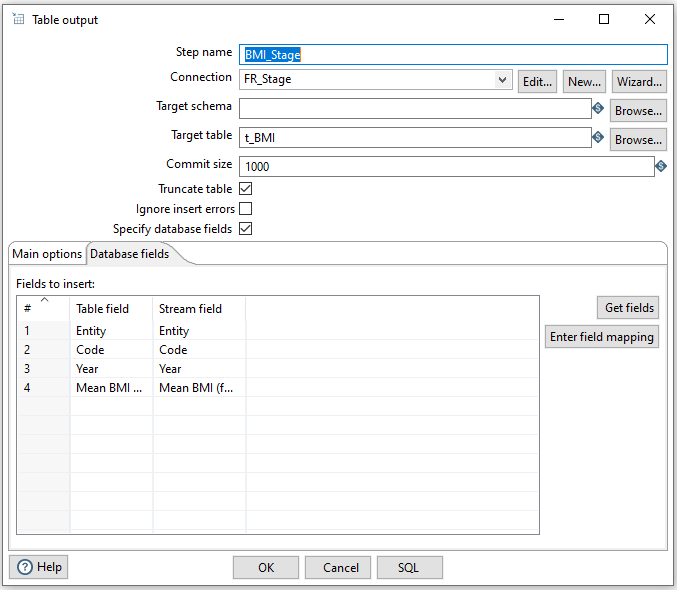 Table output
Step name BMI_Stage
Connection FR_Stage Edit... New... Wizard...
Target schema Browse...
Target table t_BMI Browse...
Commit size 1000
Truncate table
Ignore insert errors
Specify database fields
Main options Database fields
Fields to insert:
# Table field Stream field
Get fields
1 Entity Entity
Enter field mapping
2 Code Code
3 Year Year
4 Mean BMI ... Mean BMI (f...
Help OK Cancel SQL